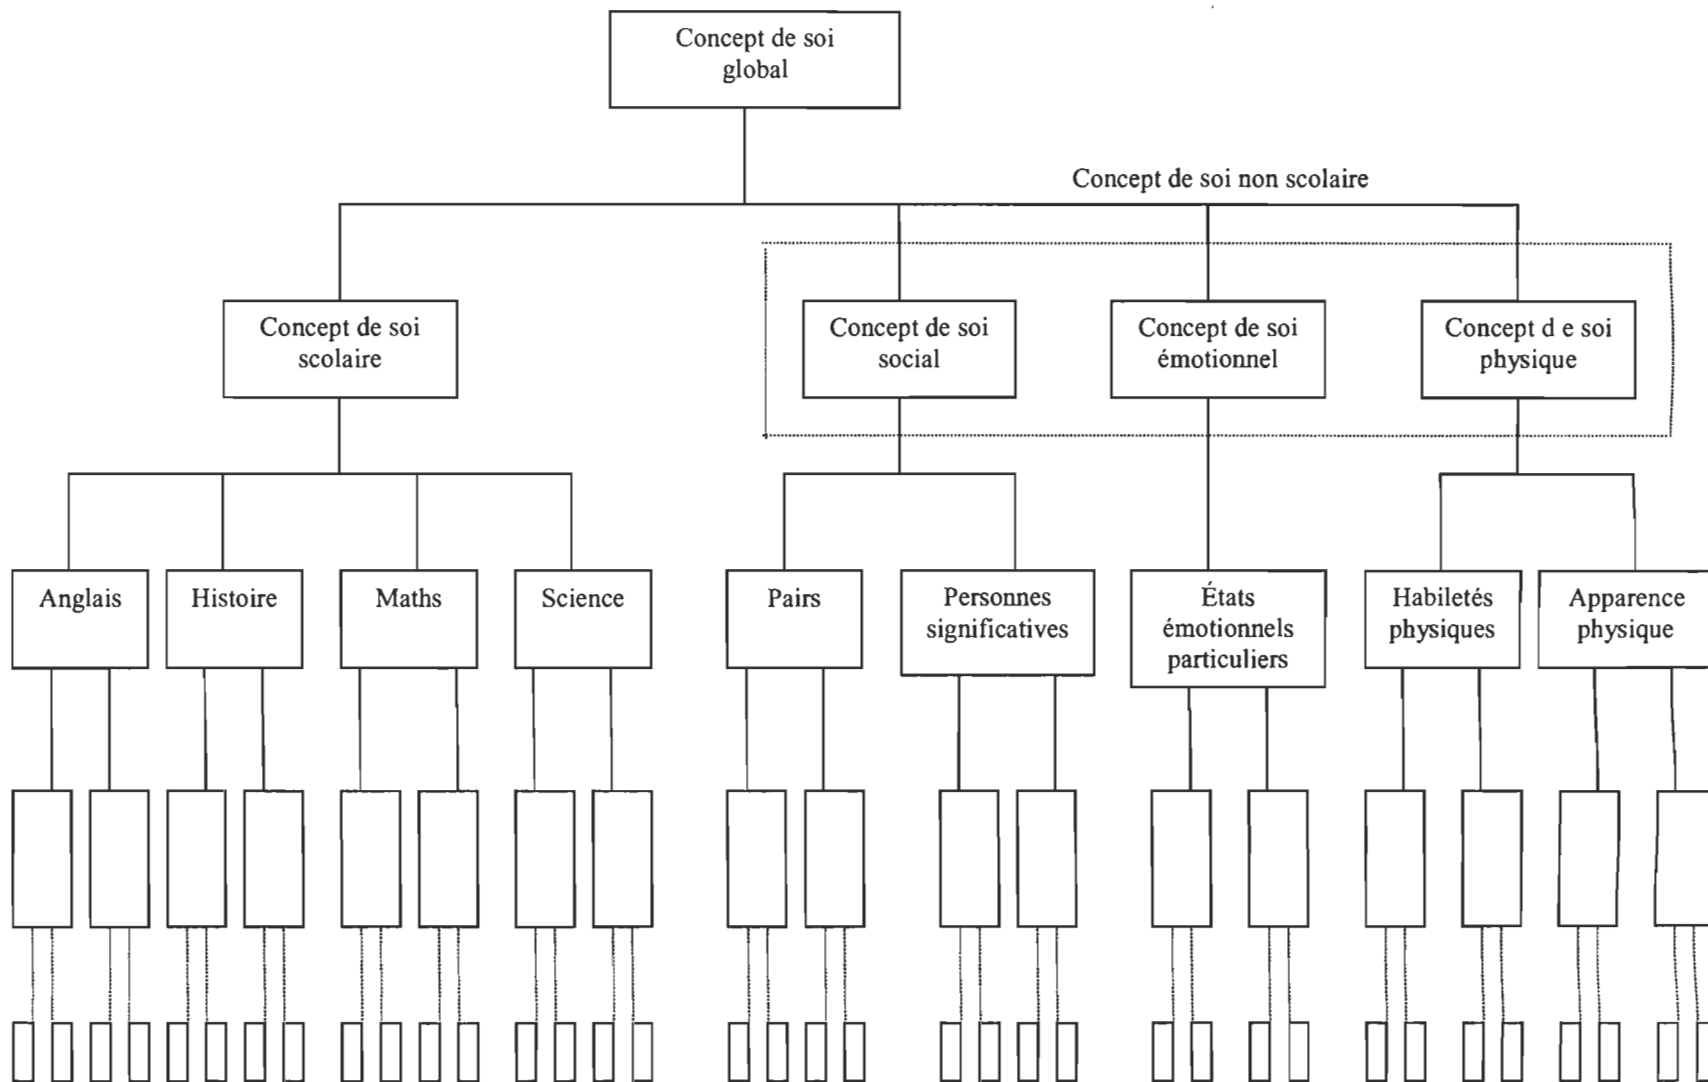 Concept de soi
global
Concept de soi non scolaire
Concept de soi
scolaire
Concept de soi
social
Concept de soi
émotionnel
Concept d e soi
physique
Anglais
Histoire
Maths
Science
Pairs
Personnes
significatives
États
émotionnels
particuliers
Habiletés
physiques
Apparence
physique